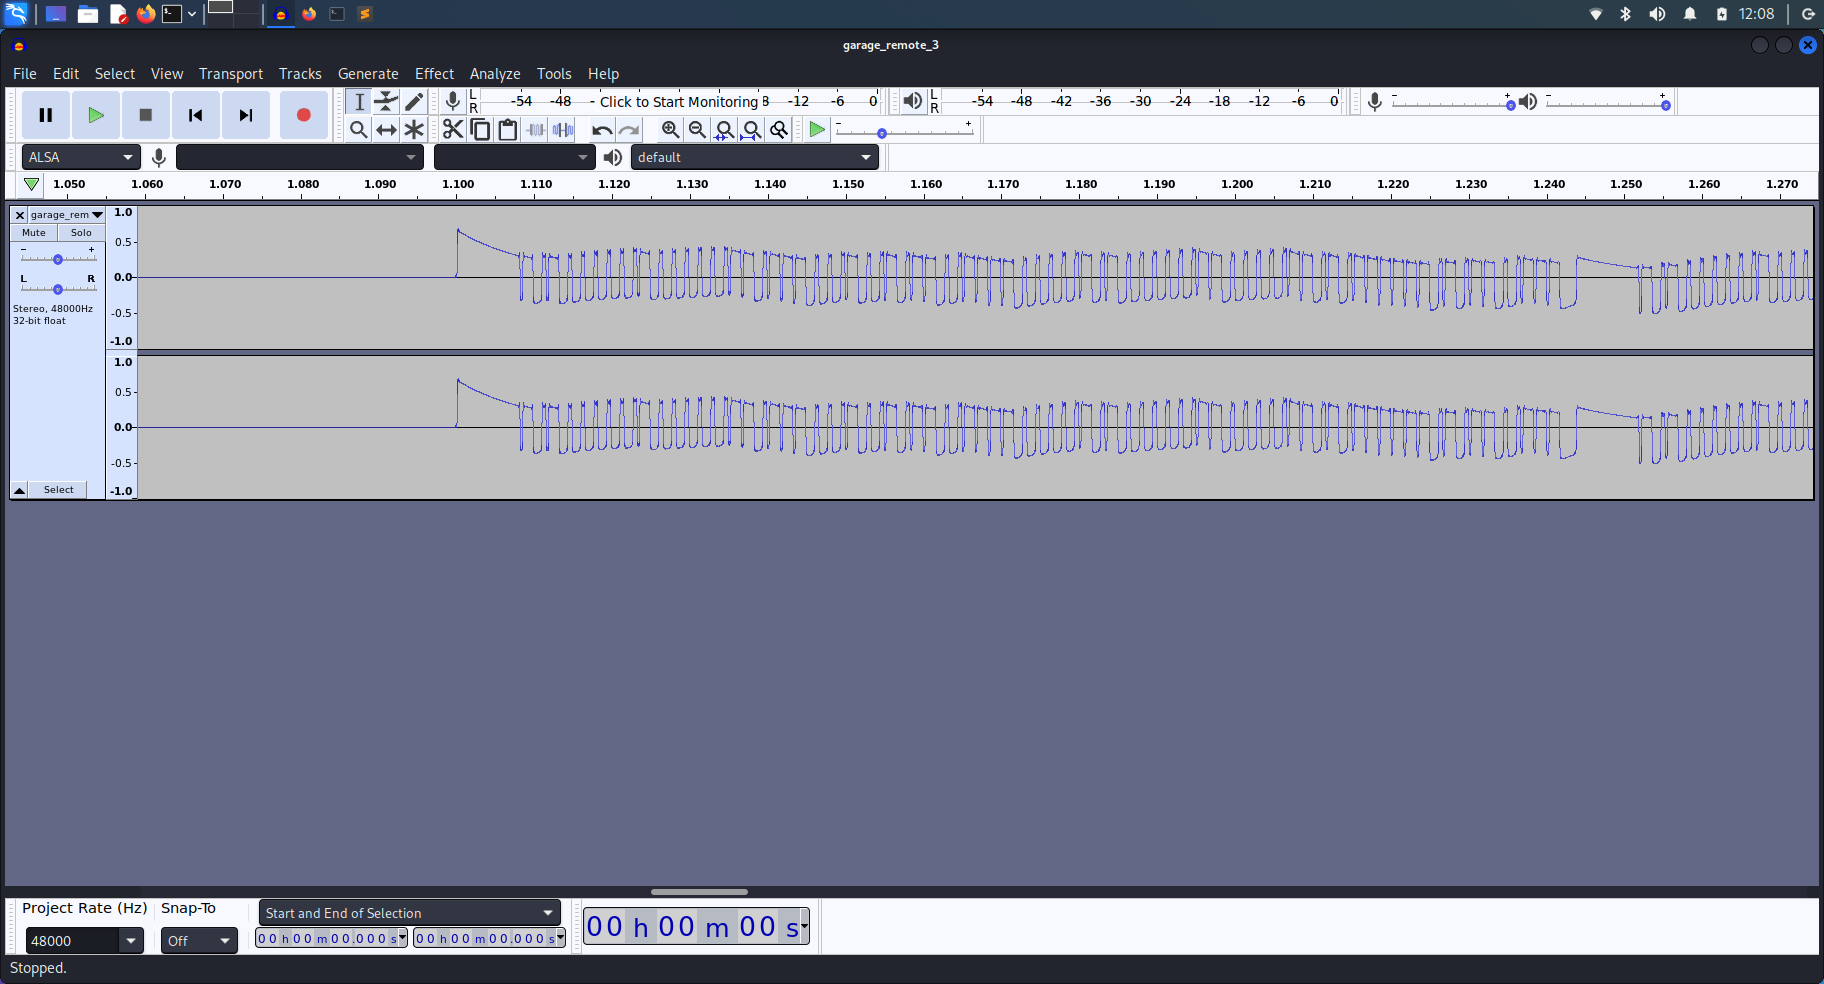 12:08
garage_remote_3
File Edit Select View Transport Tracks Generate Effect Analyze Tools Help
L R -54 -48 - Click to Start Monitoring 8 -12 -6 0 L R -54 -48 -42 -36 -30 -24 -18 -12 -6 0 - + - +
- +
ALSA default
1.050 1.060 1.070 1.080 1.090 1.100 1.110 1.120 1.130 1.140 1.150 1.160 1.170 1.180 1.190 1.200 1.210 1.220 1.230 1.240 1.250 1.260 1.270
garage_rem
Mute Solo
- +
L R
Stereo, 48000Hz
32-bit float
Select
1.0
0.5
0.0
-0.5
-1.0
1.0
0.5
0.0
-0.5
-1.0
Project Rate (Hz) Snap-To
Start and End of Selection
48000 Off
00 h 00 m 00.000 s 00 h 00 m 00.000 s
00 h 00 m 00 s
Stopped.